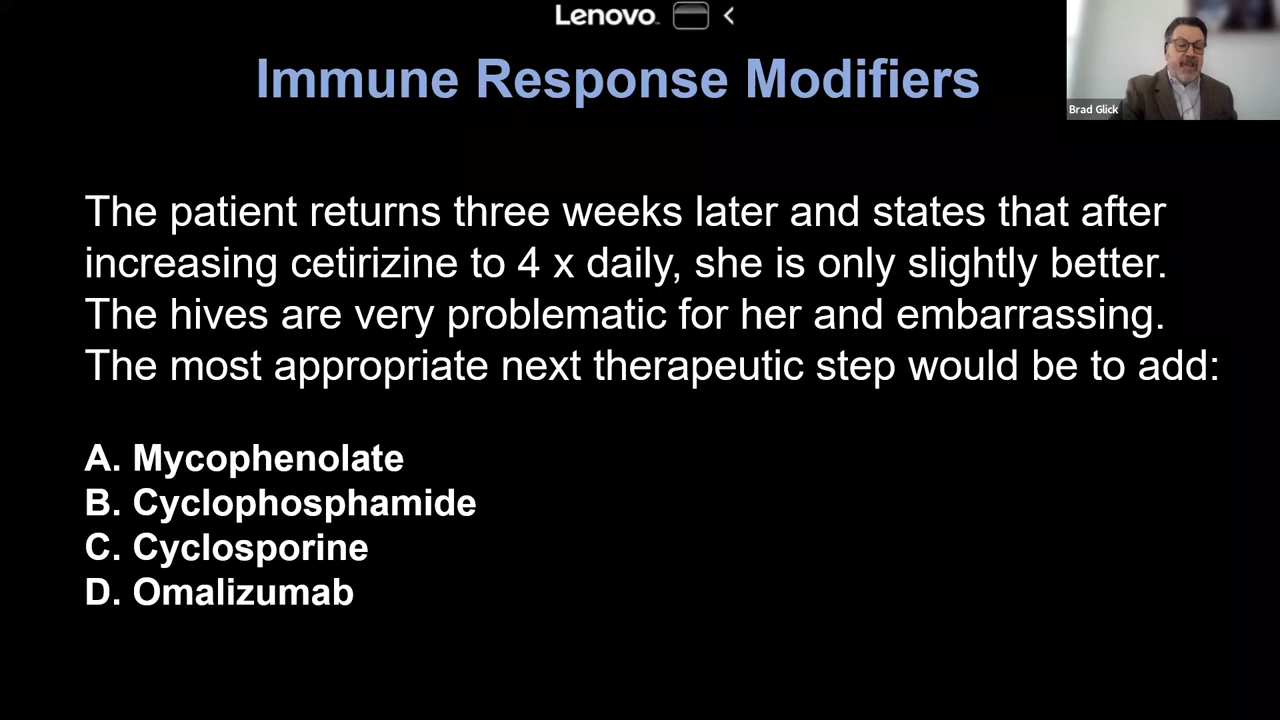 Lenovo
Immune Response Modifiers
Brad Glick
The patient returns three weeks later and states that after
increasing cetirizine to 4 x daily, she is only slightly better.
The hives are very problematic for her and embarrassing.
The most appropriate next therapeutic step would be to add:
A. Mycophenolate
B. Cyclophosphamide
C. Cyclosporine
D. Omalizumab